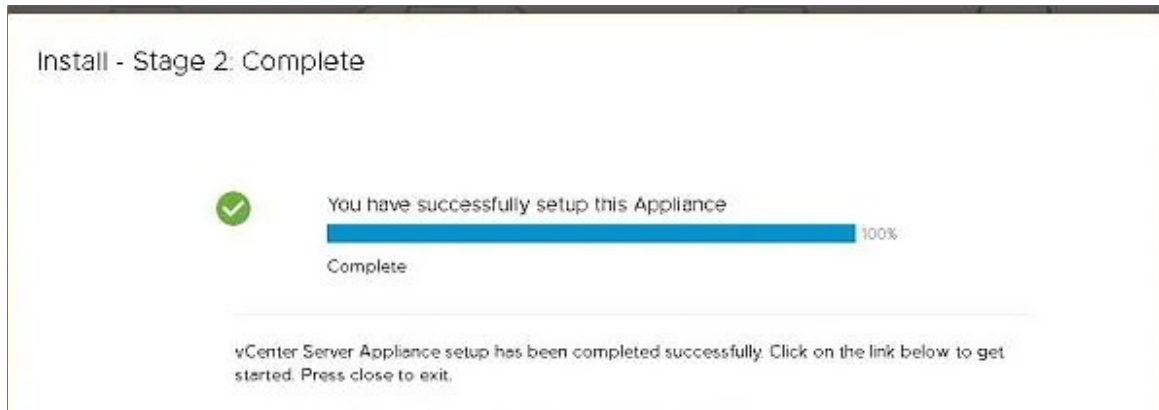 Install - Stage 2: Complete
You have successfully setup this Appliance
100%
Complete
vCenter Server Appliance setup has been completed successfully. Click on the link below to get
started. Press close to exit.